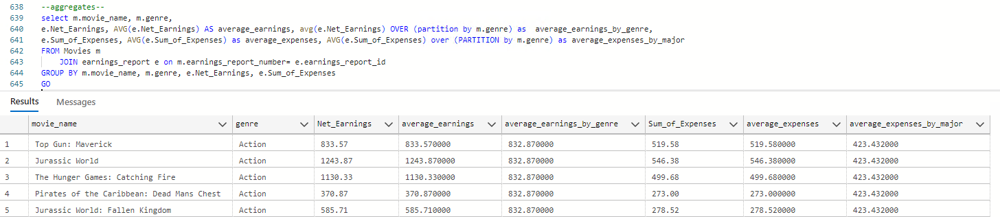 638 --aggregates--
639 select m.movie_name, m.genre,
640 e.Net_Earnings, AVG(e.Net_Earnings) AS average_earnings, avg(e.Net_Earnings) OVER (partition by m.genre) as  average_earnings_by_genre,
641 e.Sum_of_Expenses, AVG(e.Sum_of_Expenses) as average_expenses, AVG(e.Sum_of_Expenses) over (PARTITION by m.genre) as average_expenses_by_major
642 FROM Movies m
643     JOIN earnings_report e on m.earnings_report_number= e.earnings_report_id
644 GROUP BY m.movie_name, m.genre, e.Net_Earnings, e.Sum_of_Expenses
645 GO
Results Messages
movie_name genre Net_Earnings average_earnings average_earnings_by_genre Sum_of_Expenses average_expenses average_expenses_by_major
1 Top Gun: Maverick Action 833.57 833.570000 832.870000 519.58 519.580000 423.432000
2 Jurassic World Action 1243.87 1243.870000 832.870000 546.38 546.380000 423.432000
3 The Hunger Games: Catching Fire Action 1130.33 1130.330000 832.870000 499.68 499.680000 423.432000
4 Pirates of the Caribbean: Dead Mans Chest Action 370.87 370.870000 832.870000 273.00 273.000000 423.432000
5 Jurassic World: Fallen Kingdom Action 585.71 585.710000 832.870000 278.52 278.520000 423.432000